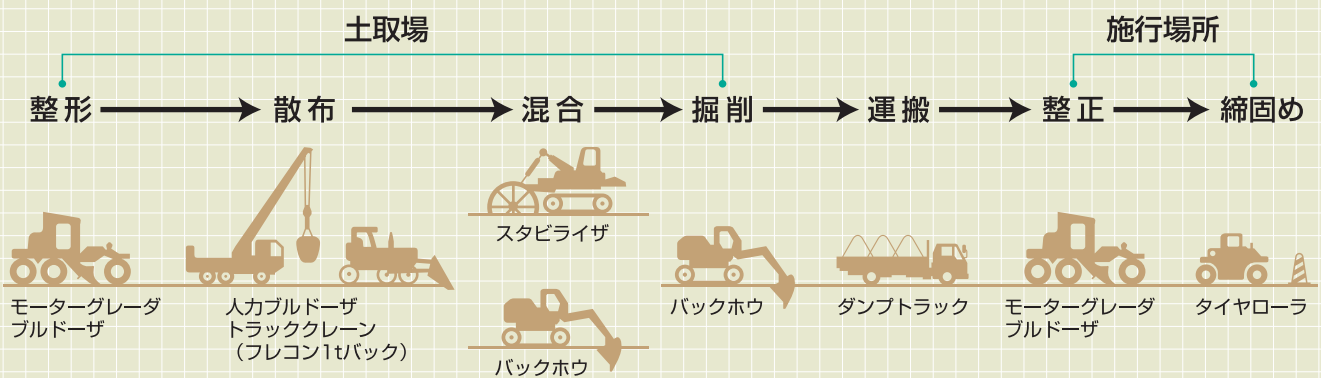 土取場
施行場所
整形
散布
混合
掘削
運搬
整正
締固め
モーターグレーダ
ブルドーザ
人力ブルドーザ
トラッククレーン
（フレコン1tバック）
スタビライザ
バックホウ
バックホウ
ダンプトラック
モーターグレーダ
ブルドーザ
タイヤローラ